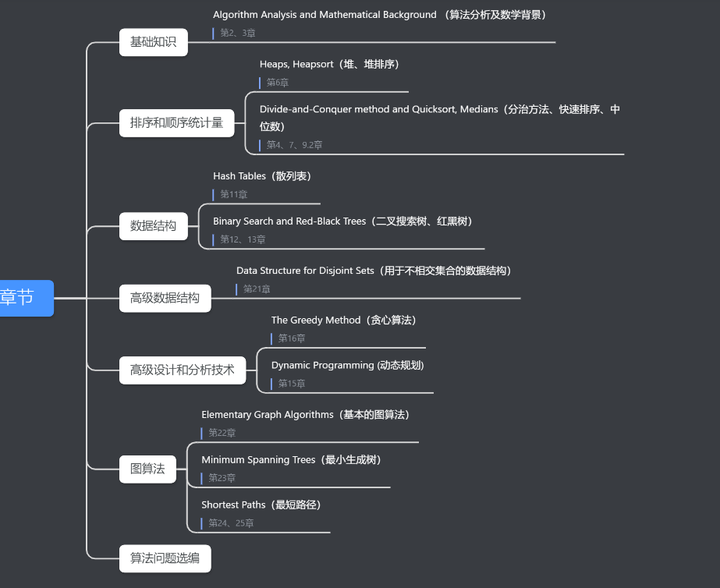 Algorithm Analysis and Mathematical Background （算法分析及数学背景）
基础知识
第2、3章
Heaps, Heapsort（堆、堆排序）
第6章
排序和顺序统计量
Divide-and-Conquer method and Quicksort, Medians（分治方法、快速排序、中
位数）
第4、7、9.2章
Hash Tables（散列表）
第11章
数据结构
Binary Search and Red-Black Trees（二叉搜索树、红黑树）
第12、13章
章节
高级数据结构
Data Structure for Disjoint Sets（用于不相交集合的数据结构）
第21章
The Greedy Method（贪心算法）
第16章
高级设计和分析技术
Dynamic Programming (动态规划)
第15章
Elementary Graph Algorithms（基本的图算法）
第22章
图算法
Minimum Spanning Trees（最小生成树）
第23章
Shortest Paths（最短路径）
第24、25章
算法问题选编